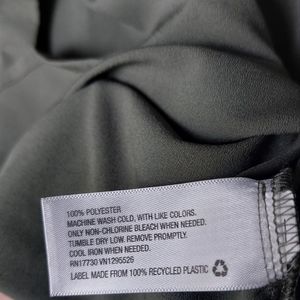 100% POLYESTER
MACHINE WASH COLD, WITH LIKE COLORS.
ONLY NON-CHLORINE BLEACH WHEN NEEDED.
TUMBLE DRY LOW. REMOVE PROMPTLY.
COOL IRON WHEN NEEDED.
RN17730 VN1295526
LABEL MADE FROM 100% RECYCLED PLASTIC